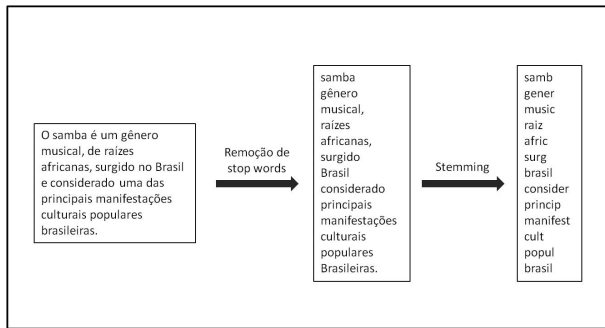 O samba é um gênero
musical, de raízes
africanas, surgido no Brasil
e considerado uma das
principais manifestações
culturais populares
brasileiras.
Remoção de
stop words
samba
gênero
musical,
raízes
africanas,
surgido
Brasil
considerado
principais
manifestações
culturais
populares
Brasileiras.
Stemming
samb
gener
music
raiz
afric
surg
brasil
consider
princip
manifest
cult
popul
brasil